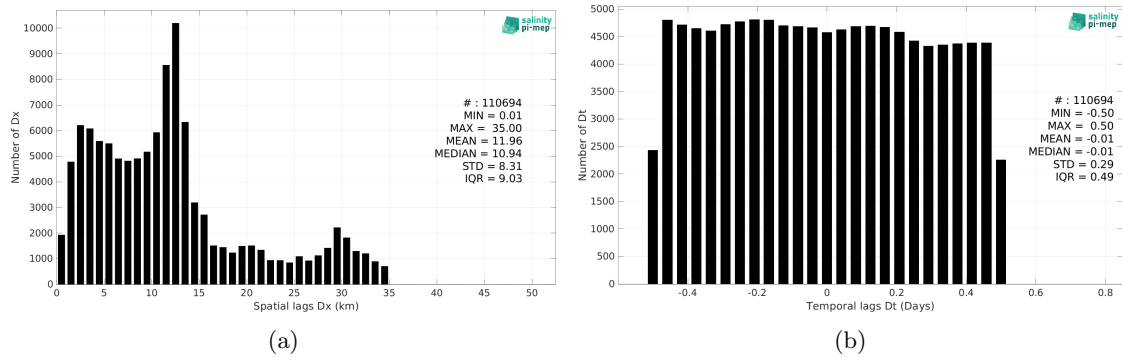 salinity
pi-mep
10000
9000
8000
7000
6000
5000
4000
3000
2000
1000
0
Number of Dx
# : 110694
MIN = 0.01
MAX = 35.00
MEAN = 11.96
MEDIAN = 10.94
STD = 8.31
IQR = 9.03
0 5 10 15 20 25 30 35 40 45 50
Spatial lags Dx (km)
(a)
salinity
pi-mep
5000
4500
4000
3500
3000
2500
2000
1500
1000
500
0
Number of Dt
# : 110694
MIN = -0.50
MAX = 0.50
MEAN = -0.01
MEDIAN = -0.01
STD = 0.29
IQR = 0.49
-0.4 -0.2 0 0.2 0.4 0.6 0.8
Temporal lags Dt (Days)
(b)